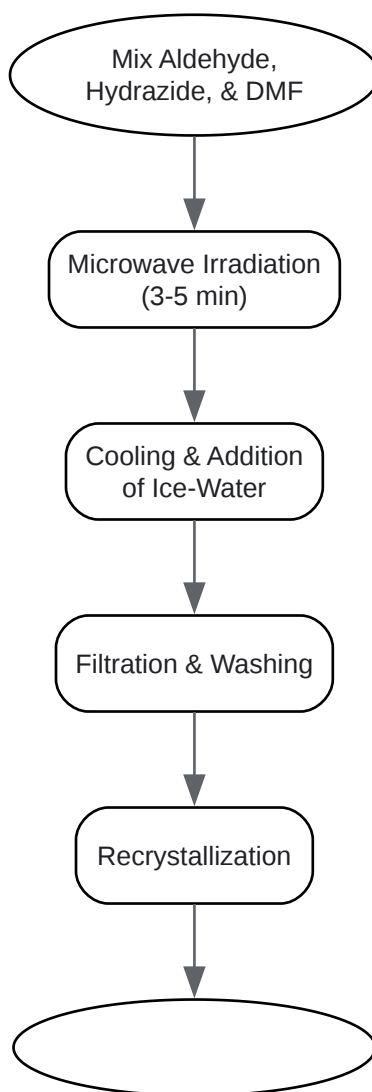 Mix Aldehyde,
Hydrazide, & DMF
Microwave Irradiation
(3-5 min)
Cooling & Addition
of Ice-Water
Filtration & Washing
Recrystallization